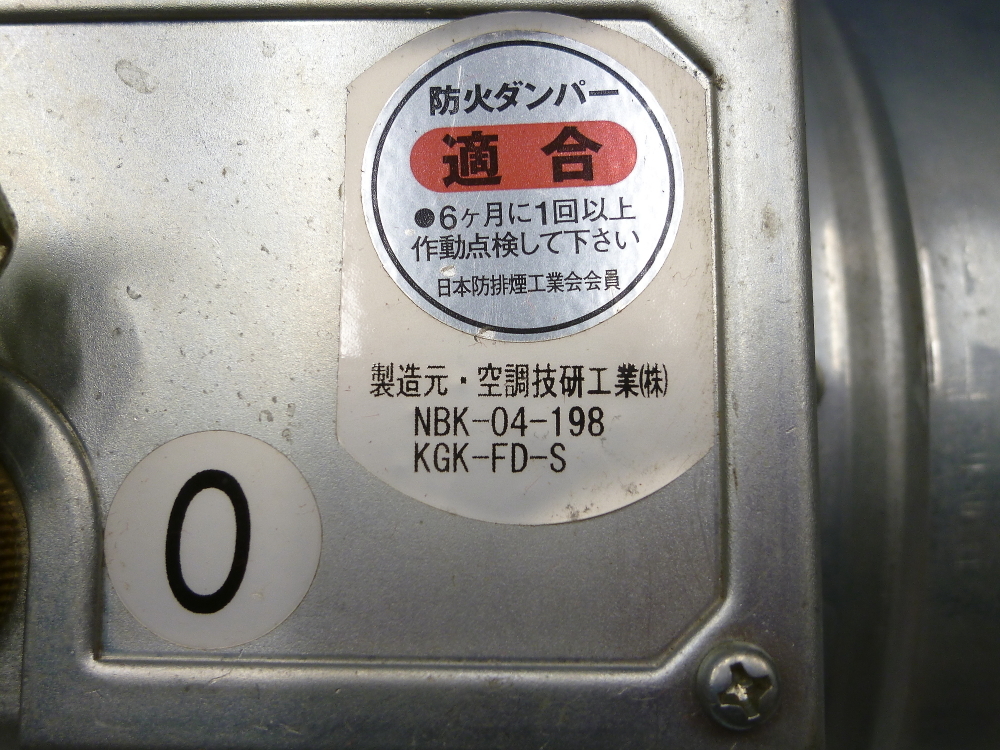 防火ダンパー
適合
●6ヶ月に1回以上
作動点検して下さい
日本防排煙工業会会員
製造元・空調技研工業㈱
NBK-04-198
KGK-FD-S
0